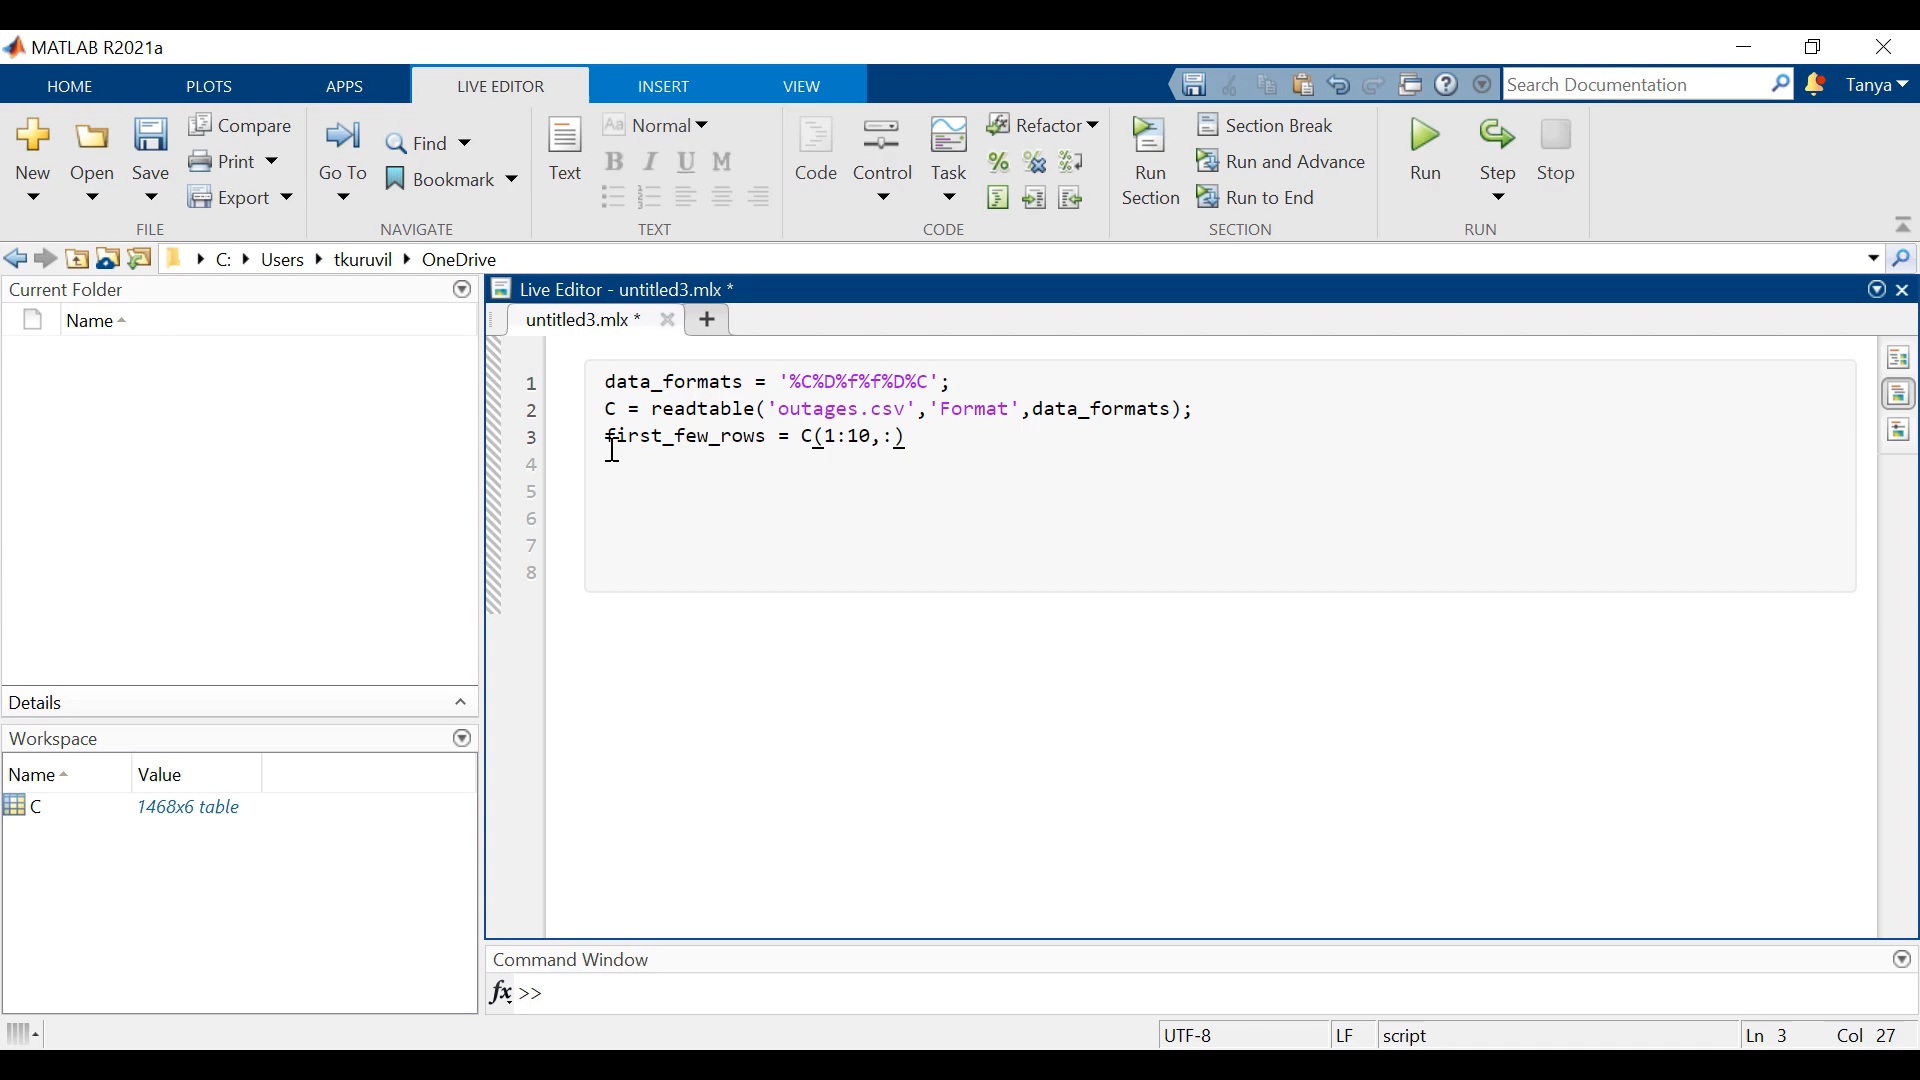 MATLAB R2021a
HOME PLOTS APPS LIVE EDITOR INSERT VIEW Search Documentation Tanya
New Open Save Compare Print Export
FILE
Go To Find Bookmark
NAVIGATE
Text Aa Normal
B I U M
TEXT
Code Control Task Refactor
CODE
Run Section Section Break
Run and Advance
Run to End
SECTION
Run Step Stop
RUN
C: Users tkuruvil OneDrive
Current Folder
Name
Details
Workspace
Name Value
C 1468x6 table
Live Editor - untitled3.mlx *
untitled3.mlx * +
1 data_formats = '%C%D%f%f%D%C';
2 C = readtable('outages.csv','Format',data_formats);
3 first_few_rows = C(1:10,:)
4
5
6
7
8
Command Window
fx >>
UTF-8 LF script Ln 3 Col 27